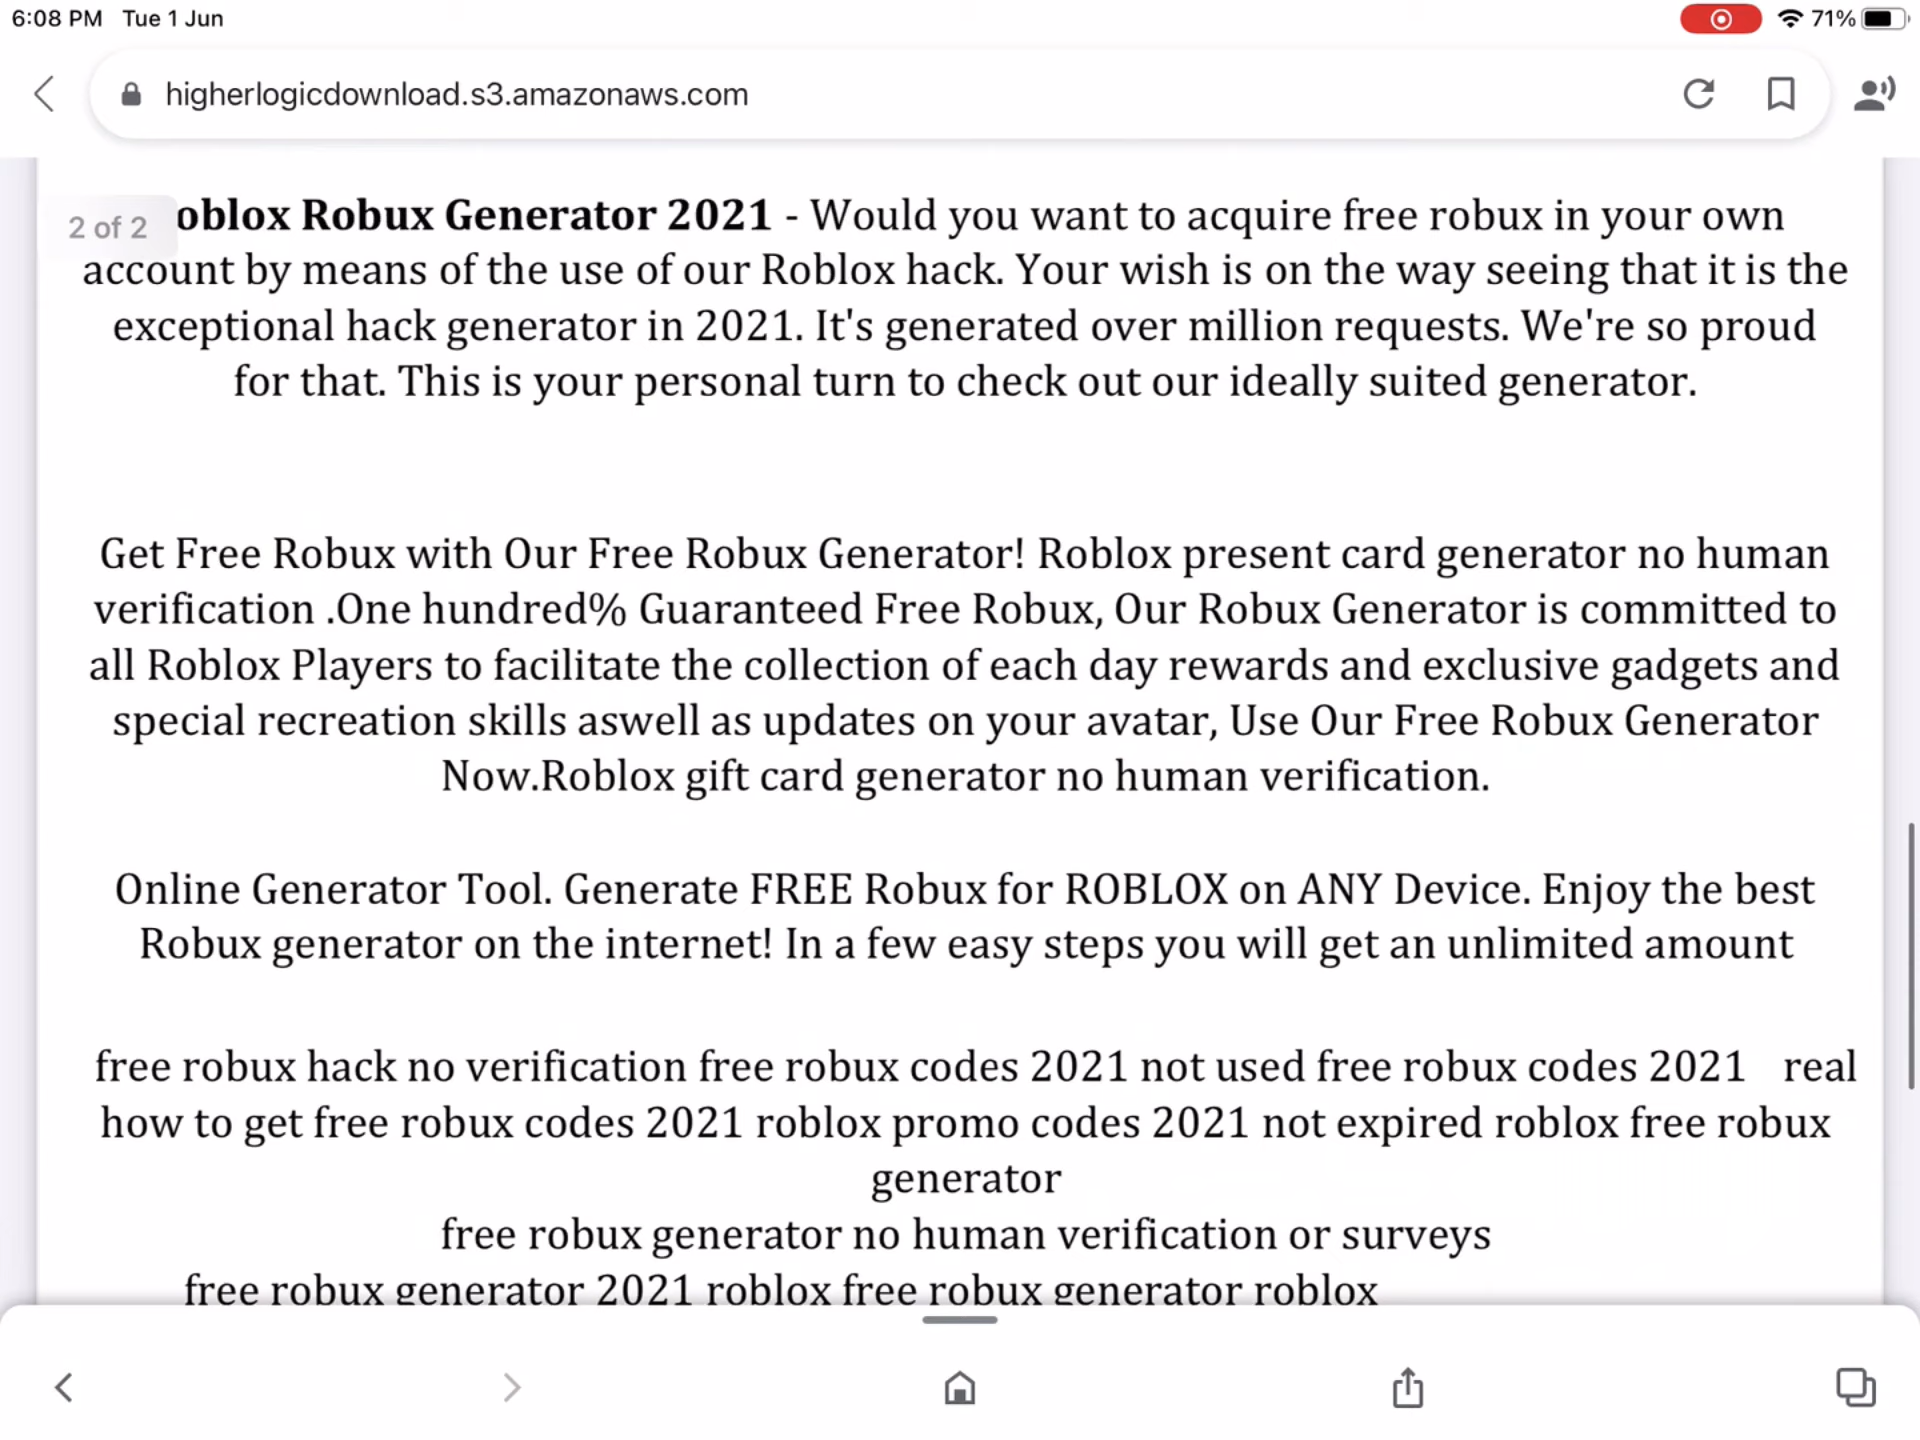 6:08 PM Tue 1 Jun
71%
higherlogicdownload.s3.amazonaws.com
2 of 2
oblox Robux Generator 2021 - Would you want to acquire free robux in your own
account by means of the use of our Roblox hack. Your wish is on the way seeing that it is the
exceptional hack generator in 2021. It's generated over million requests. We're so proud
for that. This is your personal turn to check out our ideally suited generator.
Get Free Robux with Our Free Robux Generator! Roblox present card generator no human
verification .One hundred% Guaranteed Free Robux, Our Robux Generator is committed to
all Roblox Players to facilitate the collection of each day rewards and exclusive gadgets and
special recreation skills aswell as updates on your avatar, Use Our Free Robux Generator
Now.Roblox gift card generator no human verification.
Online Generator Tool. Generate FREE Robux for ROBLOX on ANY Device. Enjoy the best
Robux generator on the internet! In a few easy steps you will get an unlimited amount
free robux hack no verification free robux codes 2021 not used free robux codes 2021 real
how to get free robux codes 2021 roblox promo codes 2021 not expired roblox free robux
generator
free robux generator no human verification or surveys
free robux generator 2021 roblox free robux generator roblox